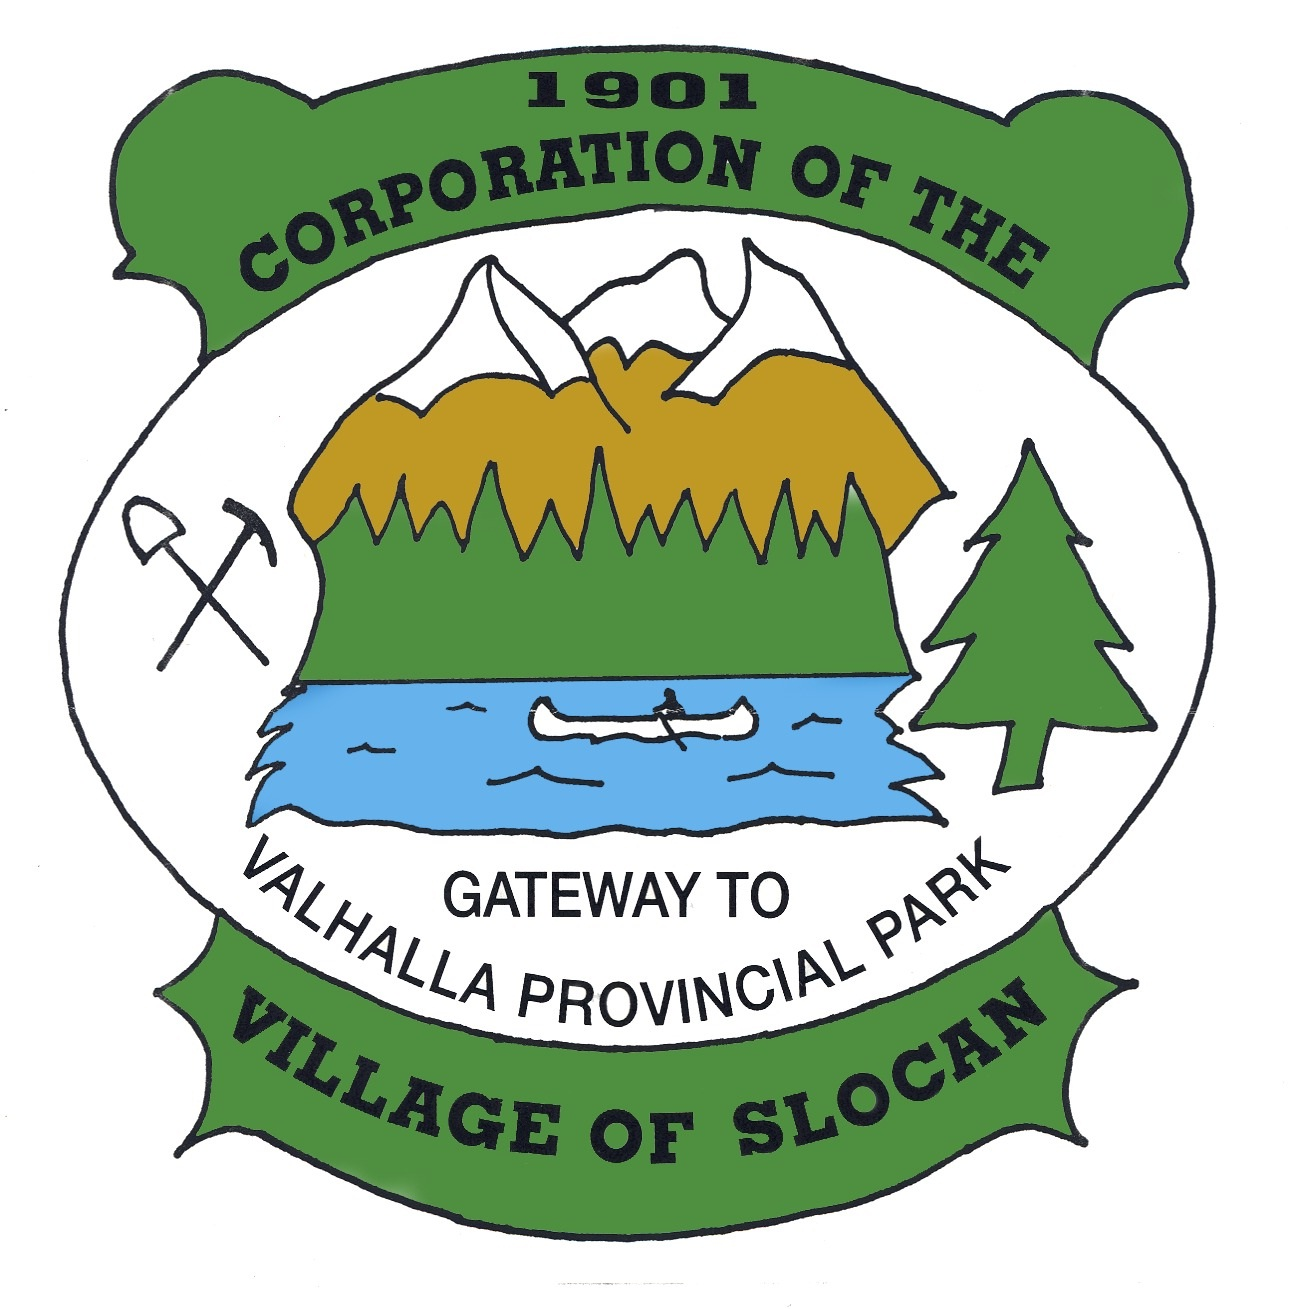 1901
CORPORATION OF THE
GATEWAY TO
VALHALLA PROVINCIAL PARK
VILLAGE OF SLOCAN